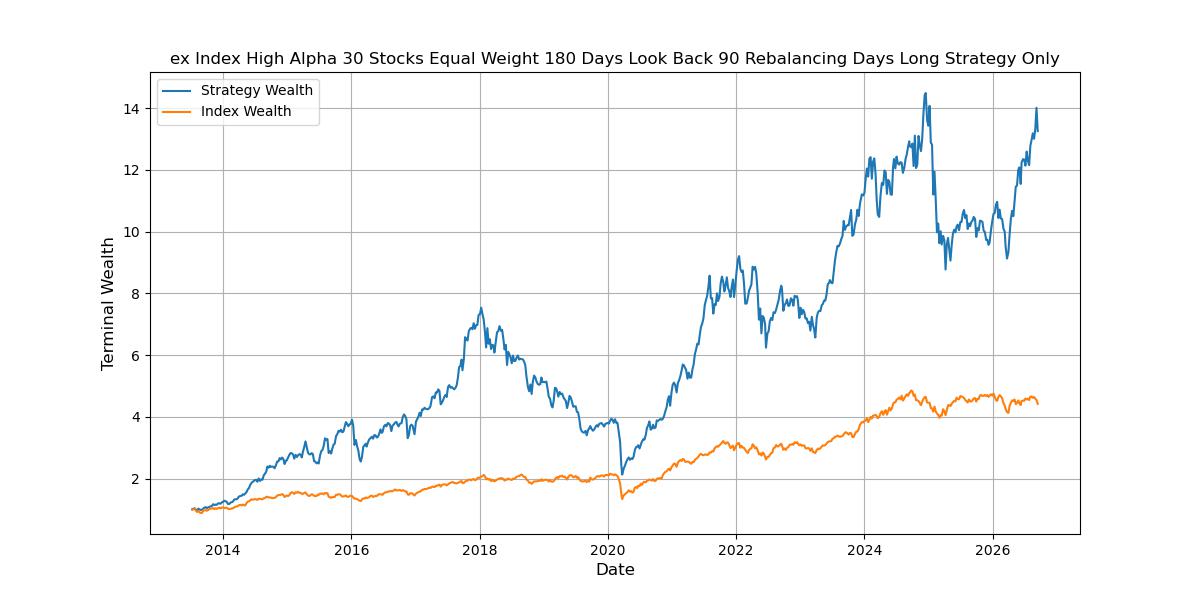 ex Index High Alpha 30 Stocks Equal Weight 180 Days Look Back 90 Rebalancing Days Long Strategy Only
Strategy Wealth
Index Wealth
Terminal Wealth
14
12
10
8
6
4
2
2014 2016 2018 2020 2022 2024 2026
Date